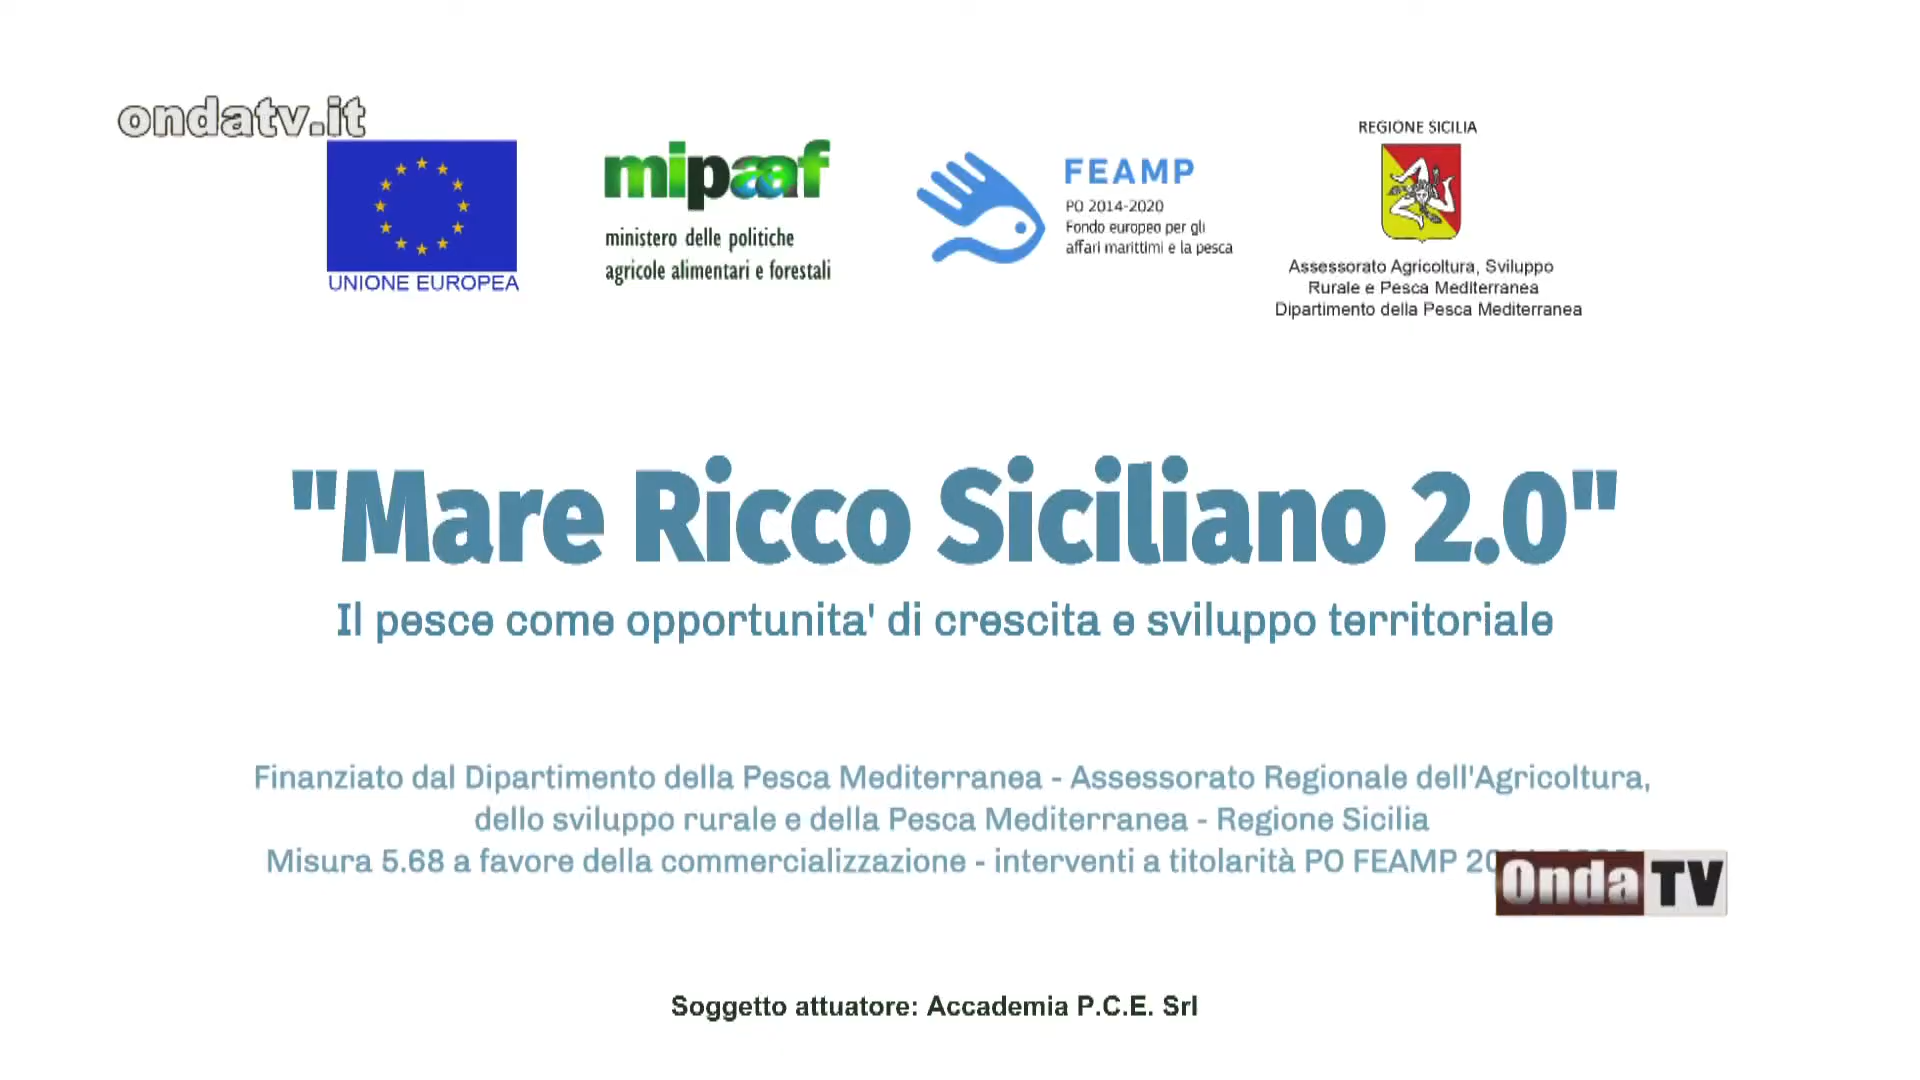 ondatv.it
UNIONE EUROPEA
mipaaf
ministero delle politiche
agricole alimentari e forestali
FEAMP
PO 2014-2020
Fondo europeo per gli
affari marittimi e la pesca
REGIONE SICILIA
Assessorato Agricoltura, Sviluppo
Rurale e Pesca Mediterranea
Dipartimento della Pesca Mediterranea
"Mare Ricco Siciliano 2.0"
Il pesce come opportunita' di crescita e sviluppo territoriale
Finanziato dal Dipartimento della Pesca Mediterranea - Assessorato Regionale dell'Agricoltura,
dello sviluppo rurale e della Pesca Mediterranea - Regione Sicilia
Misura 5.68 a favore della commercializzazione - interventi a titolarità PO FEAMP
Onda TV
Soggetto attuatore: Accademia P.C.E. Srl